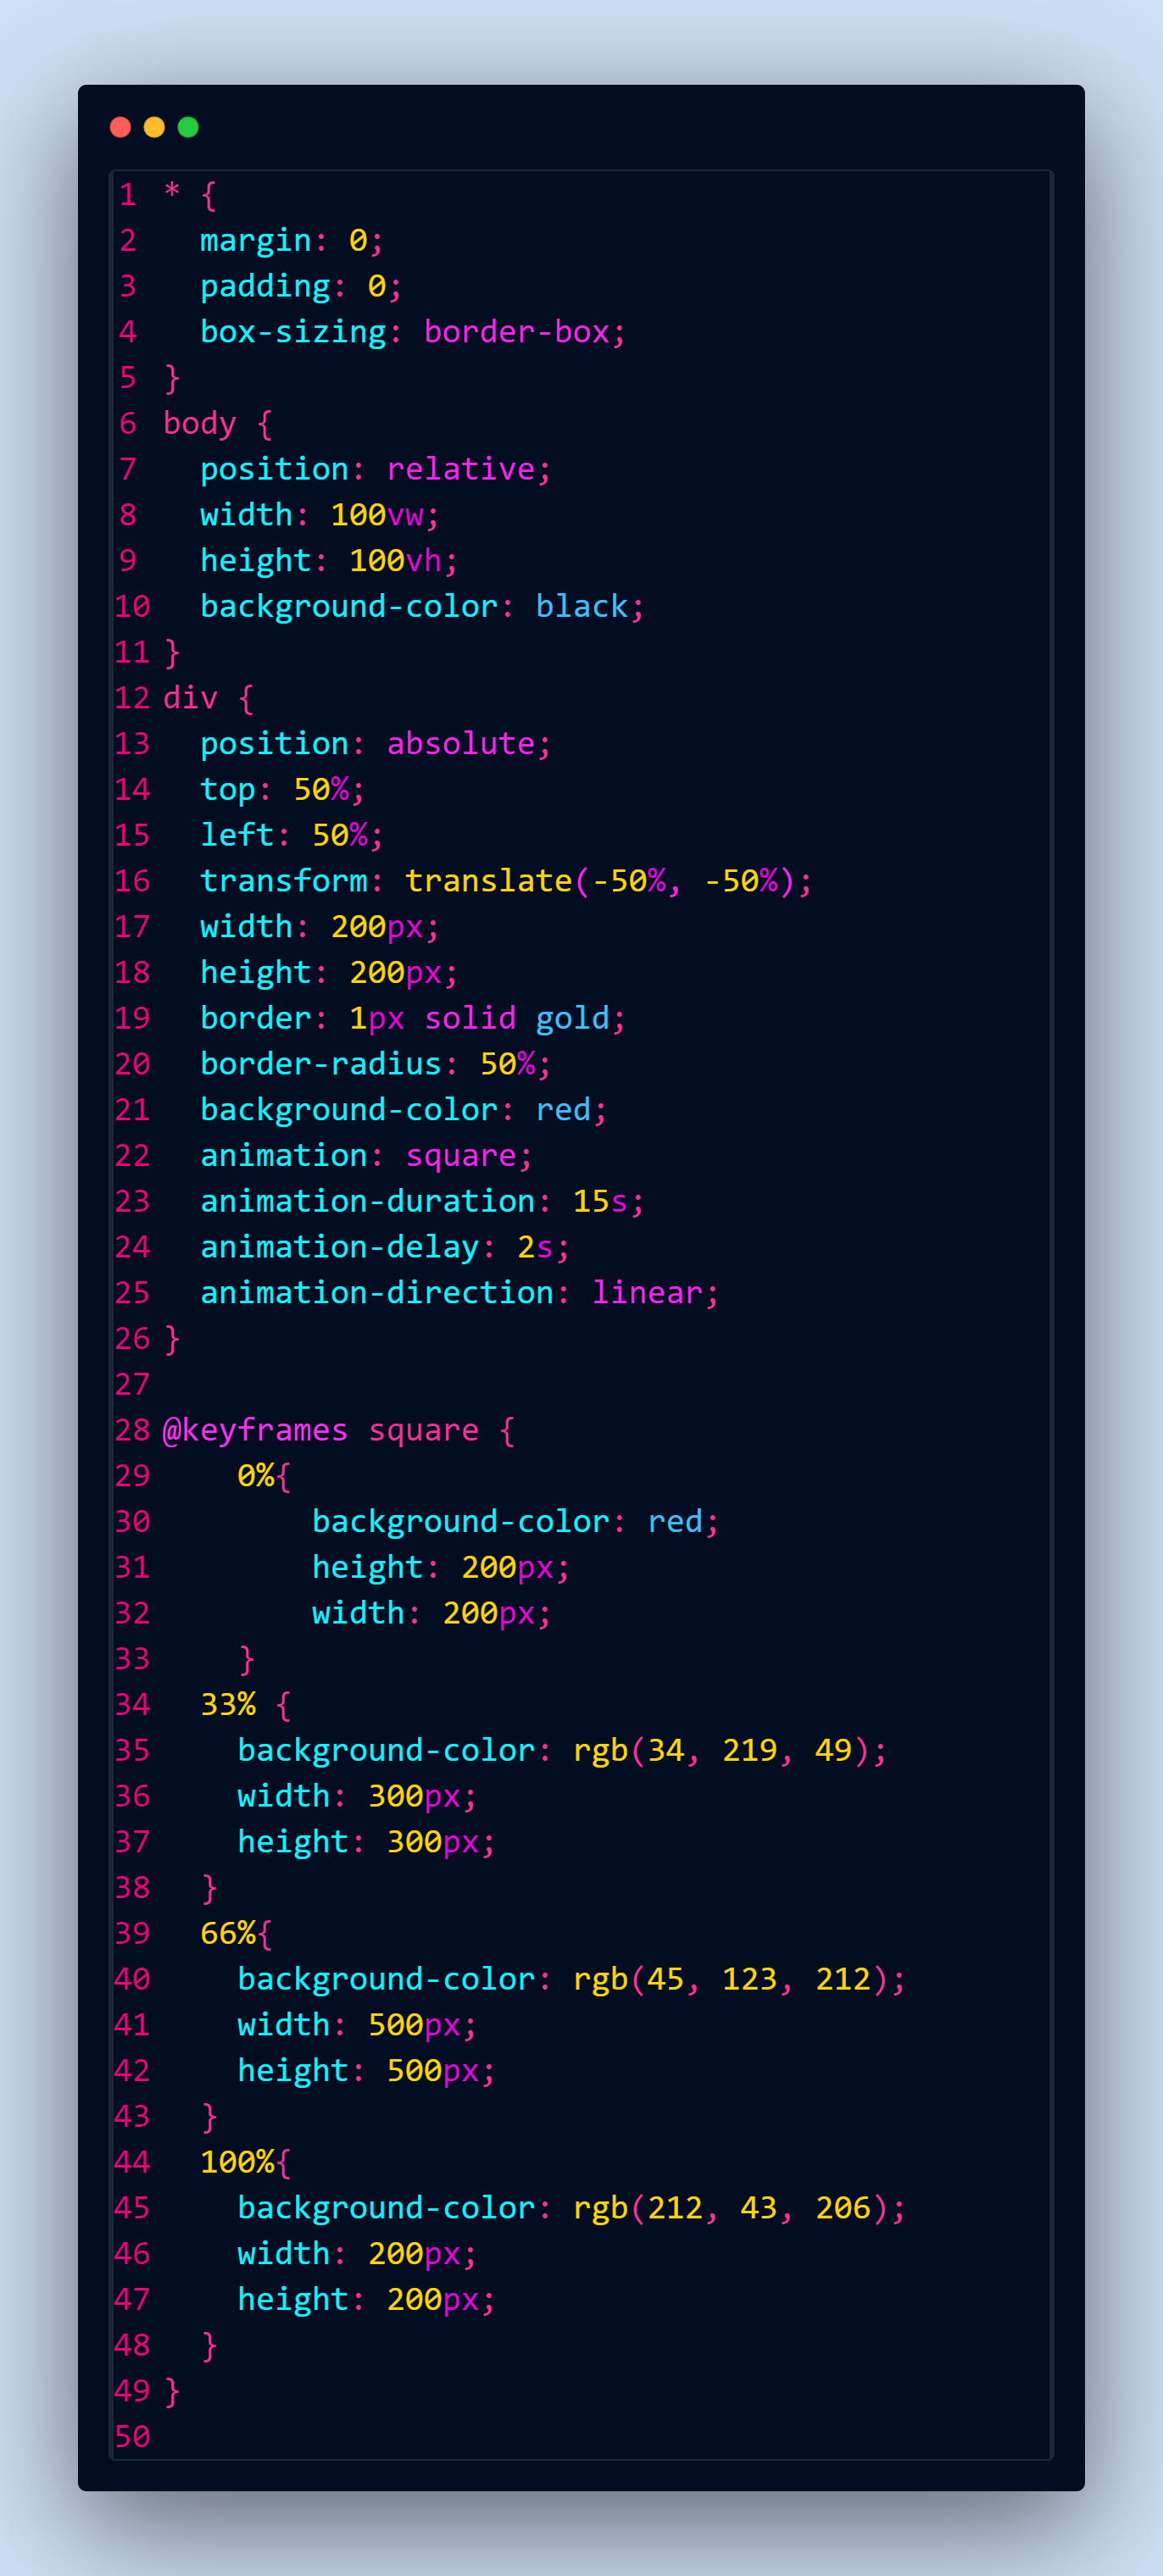 1 * {
2   margin: 0;
3   padding: 0;
4   box-sizing: border-box;
5 }
6 body {
7   position: relative;
8   width: 100vw;
9   height: 100vh;
10   background-color: black;
11 }
12 div {
13   position: absolute;
14   top: 50%;
15   left: 50%;
16   transform: translate(-50%, -50%);
17   width: 200px;
18   height: 200px;
19   border: 1px solid gold;
20   border-radius: 50%;
21   background-color: red;
22   animation: square;
23   animation-duration: 15s;
24   animation-delay: 2s;
25   animation-direction: linear;
26 }
27
28 @keyframes square {
29     0%{
30         background-color: red;
31         height: 200px;
32         width: 200px;
33     }
34   33% {
35     background-color: rgb(34, 219, 49);
36     width: 300px;
37     height: 300px;
38   }
39   66%{
40     background-color: rgb(45, 123, 212);
41     width: 500px;
42     height: 500px;
43   }
44   100%{
45     background-color: rgb(212, 43, 206);
46     width: 200px;
47     height: 200px;
48   }
49 }
50